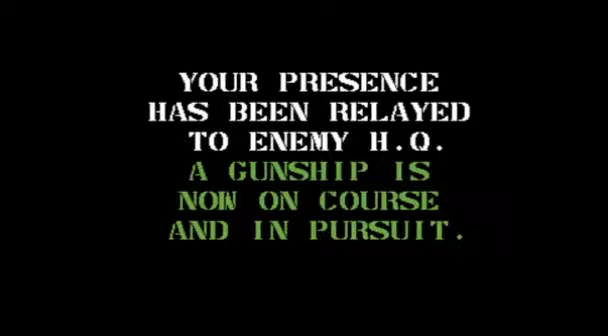 YOUR PRESENCE
HAS BEEN RELAYED
TO ENEMY H.Q.
A GUNSHIP IS
NOW ON COURSE
AND IN PURSUIT.